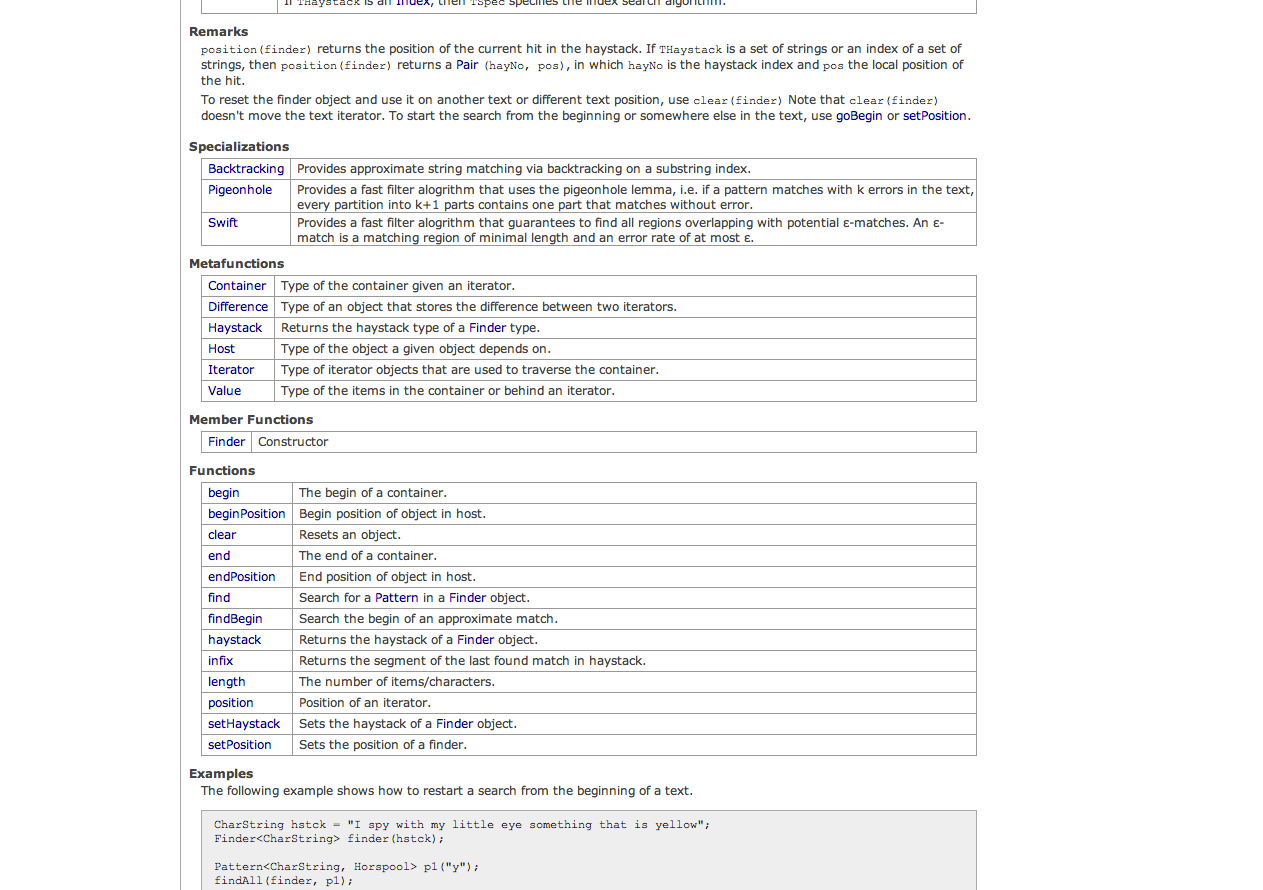 If THaystack is an Index, then TSpec specifies the index search algorithm.
Remarks
position(finder) returns the position of the current hit in the haystack. If THaystack is a set of strings or an index of a set of
strings, then position(finder) returns a Pair (hayNo, pos), in which hayNo is the haystack index and pos the local position of
the hit.
To reset the finder object and use it on another text or different text position, use clear(finder) Note that clear(finder)
doesn't move the text iterator. To start the search from the beginning or somewhere else in the text, use goBegin or setPosition.
Specializations
Backtracking Provides approximate string matching via backtracking on a substring index.
Pigeonhole Provides a fast filter alogrithm that uses the pigeonhole lemma, i.e. if a pattern matches with k errors in the text,
every partition into k+1 parts contains one part that matches without error.
Swift Provides a fast filter alogrithm that guarantees to find all regions overlapping with potential ε-matches. An ε-
match is a matching region of minimal length and an error rate of at most ε.
Metafunctions
Container Type of the container given an iterator.
Difference Type of an object that stores the difference between two iterators.
Haystack Returns the haystack type of a Finder type.
Host Type of the object a given object depends on.
Iterator Type of iterator objects that are used to traverse the container.
Value Type of the items in the container or behind an iterator.
Member Functions
Finder Constructor
Functions
begin The begin of a container.
beginPosition Begin position of object in host.
clear Resets an object.
end The end of a container.
endPosition End position of object in host.
find Search for a Pattern in a Finder object.
findBegin Search the begin of an approximate match.
haystack Returns the haystack of a Finder object.
infix Returns the segment of the last found match in haystack.
length The number of items/characters.
position Position of an iterator.
setHaystack Sets the haystack of a Finder object.
setPosition Sets the position of a finder.
Examples
The following example shows how to restart a search from the beginning of a text.
CharString hstck = "I spy with my little eye something that is yellow";
Finder<CharString> finder(hstck);
Pattern<CharString, Horspool> p1("y");
findAll(finder, p1);